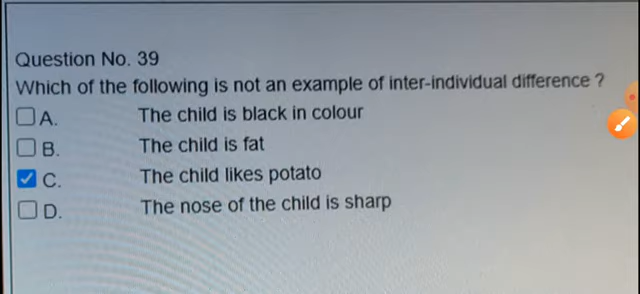 Question No. 39
Which of the following is not an example of inter-individual difference ?
A. The child is black in colour
B. The child is fat
C. The child likes potato
D. The nose of the child is sharp